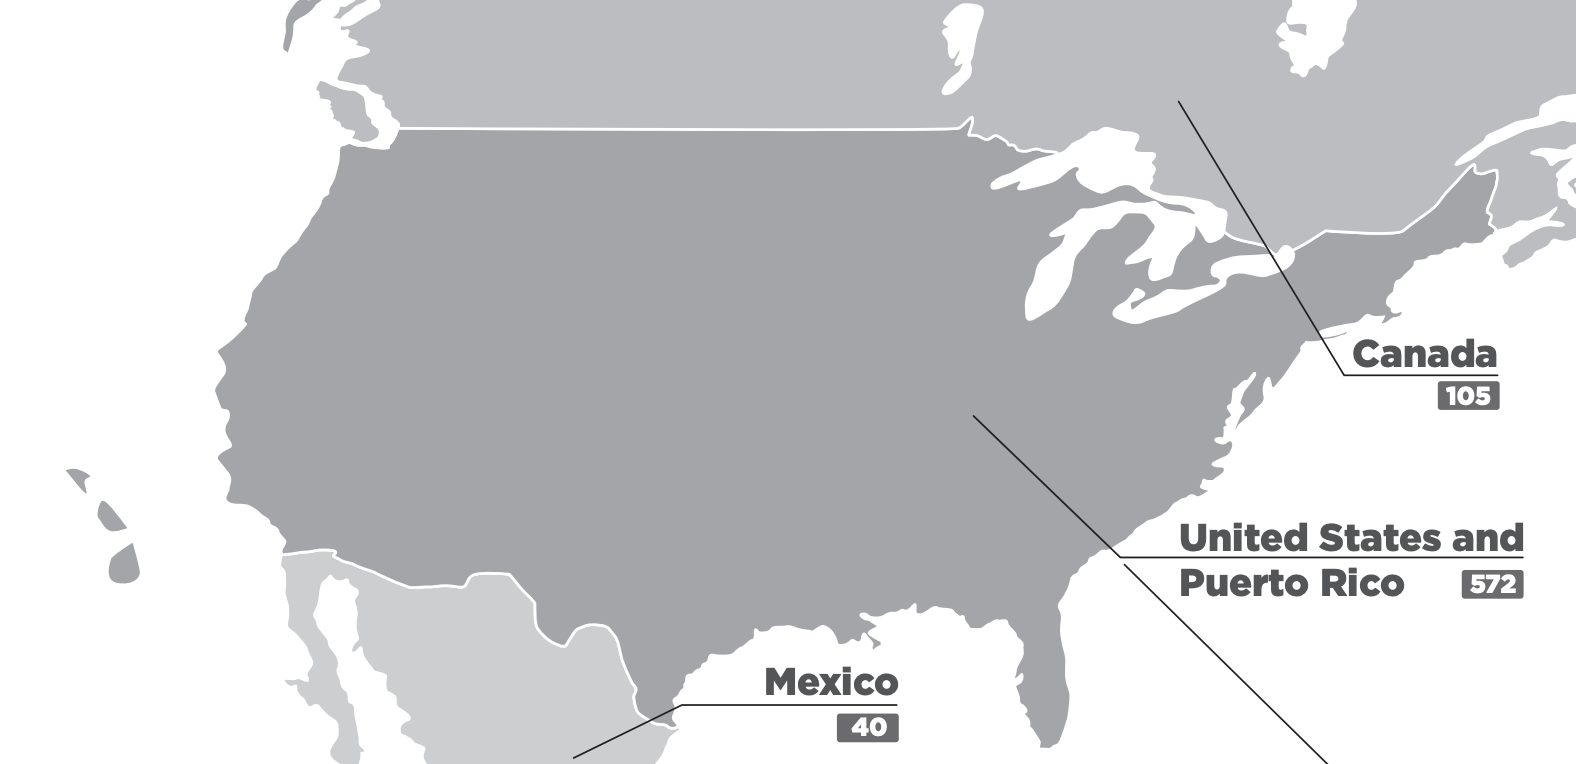 Canada
105
United States and
Puerto Rico 572
Mexico
40